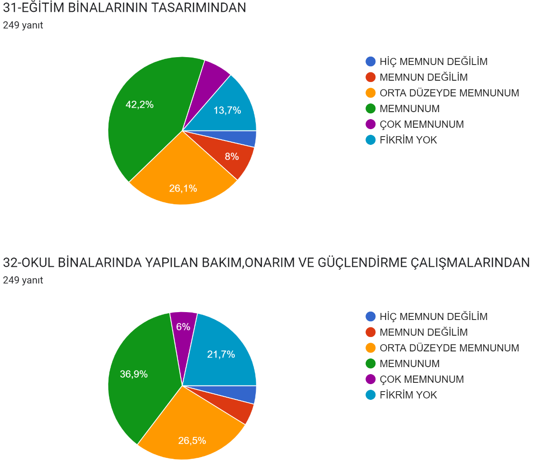 31-EĞİTİM BİNALARININ TASARIMINDAN
249 yanıt
42,2%
13,7%
8%
26,1%
HİÇ MEMNUN DEĞİLİM
MEMNUN DEĞİLİM
ORTA DÜZEYDE MEMNUNUM
MEMNUNUM
ÇOK MEMNUNUM
FİKRİM YOK
32-OKUL BİNALARINDA YAPILAN BAKIM,ONARIM VE GÜÇLENDİRME ÇALIŞMALARINDAN
249 yanıt
6%
21,7%
36,9%
26,5%
HİÇ MEMNUN DEĞİLİM
MEMNUN DEĞİLİM
ORTA DÜZEYDE MEMNUNUM
MEMNUNUM
ÇOK MEMNUNUM
FİKRİM YOK